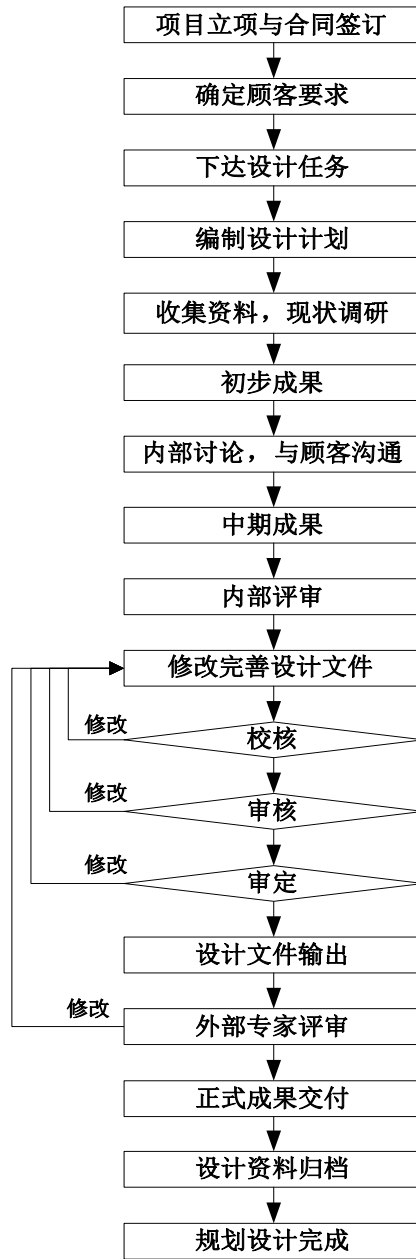 项目立项与合同签订
确定顾客要求
下达设计任务
编制设计计划
收集资料，现状调研
初步成果
内部讨论，与顾客沟通
中期成果
内部评审
修改完善设计文件
修改
校核
修改
审核
修改
审定
设计文件输出
修改
外部专家评审
正式成果交付
设计资料归档
规划设计完成